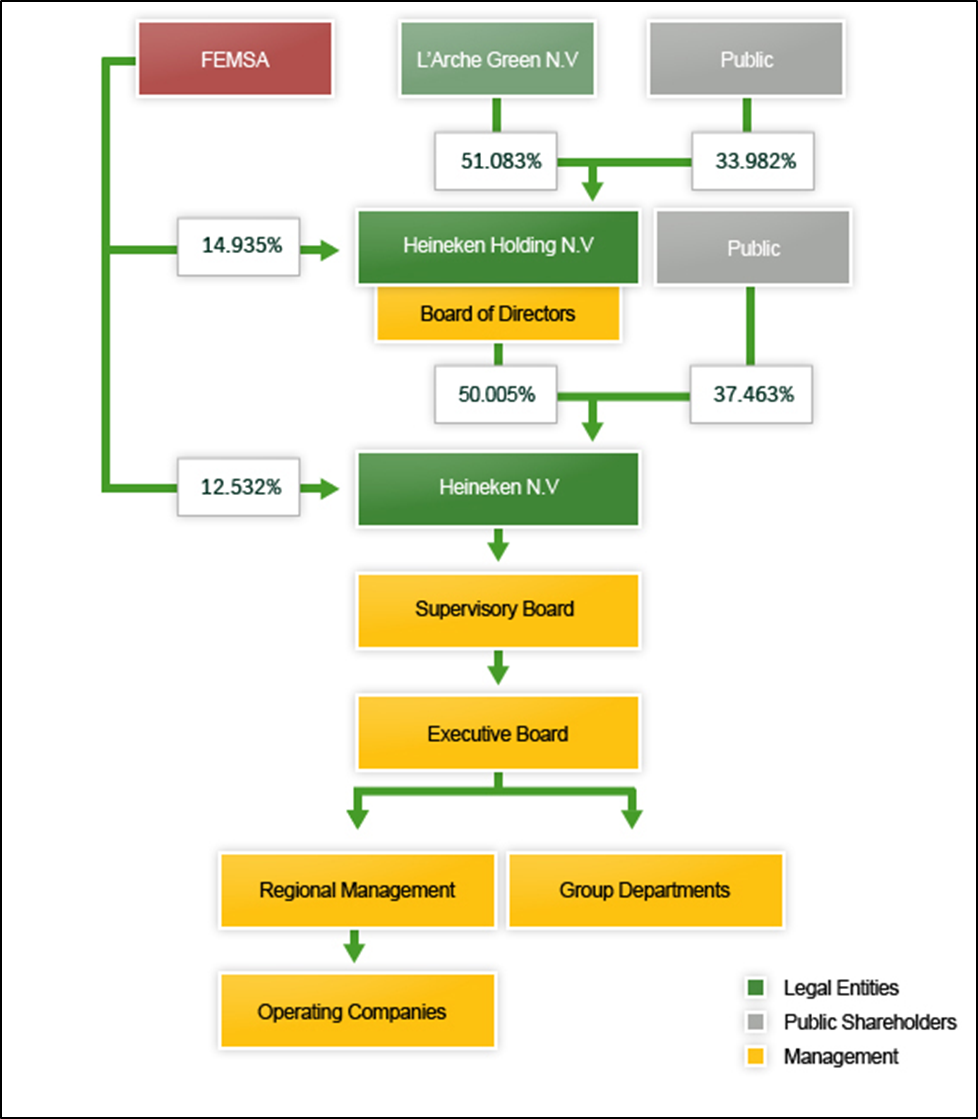 FEMSA
L'Arche Green N.V
Public
51.083%
33.982%
14.935%
Heineken Holding N.V
Public
Board of Directors
50.005%
37.463%
12.532%
Heineken N.V
Supervisory Board
Executive Board
Regional Management
Group Departments
Operating Companies
Legal Entities
Public Shareholders
Management